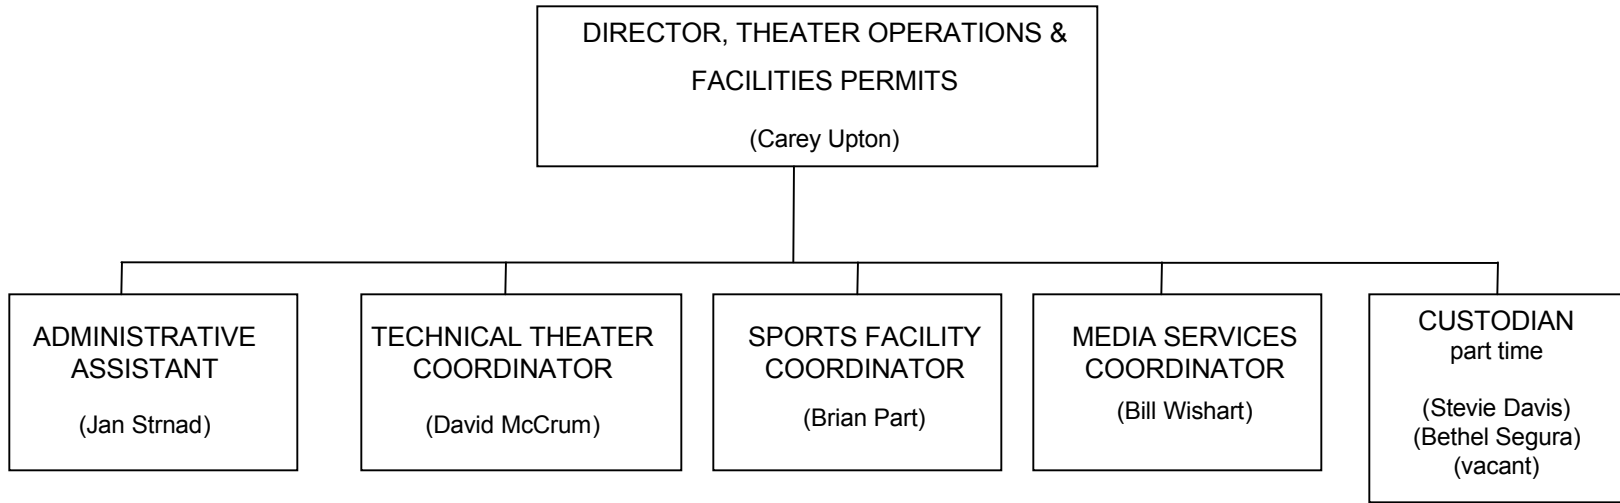 DIRECTOR, THEATER OPERATIONS &
FACILITIES PERMITS
(Carey Upton)
ADMINISTRATIVE
ASSISTANT
(Jan Strnad)
TECHNICAL THEATER
COORDINATOR
(David McCrum)
SPORTS FACILITY
COORDINATOR
(Brian Part)
MEDIA SERVICES
COORDINATOR
(Bill Wishart)
CUSTODIAN
part time
(Stevie Davis)
(Bethel Segura)
(vacant)